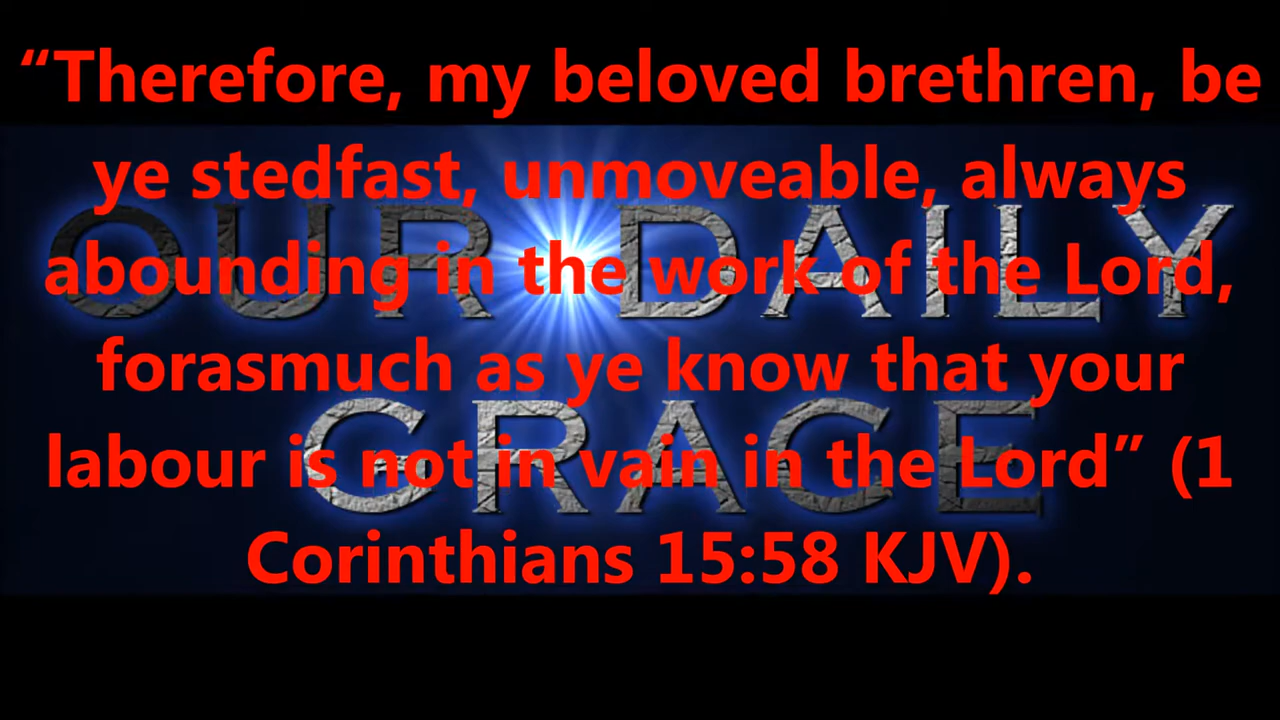 “Therefore, my beloved brethren, be
ye stedfast, unmoveable, always
OUR DAILY
abounding in the work of the Lord,
forasmuch as ye know that your
GRACE
labour is not in vain in the Lord” (1
Corinthians 15:58 KJV).